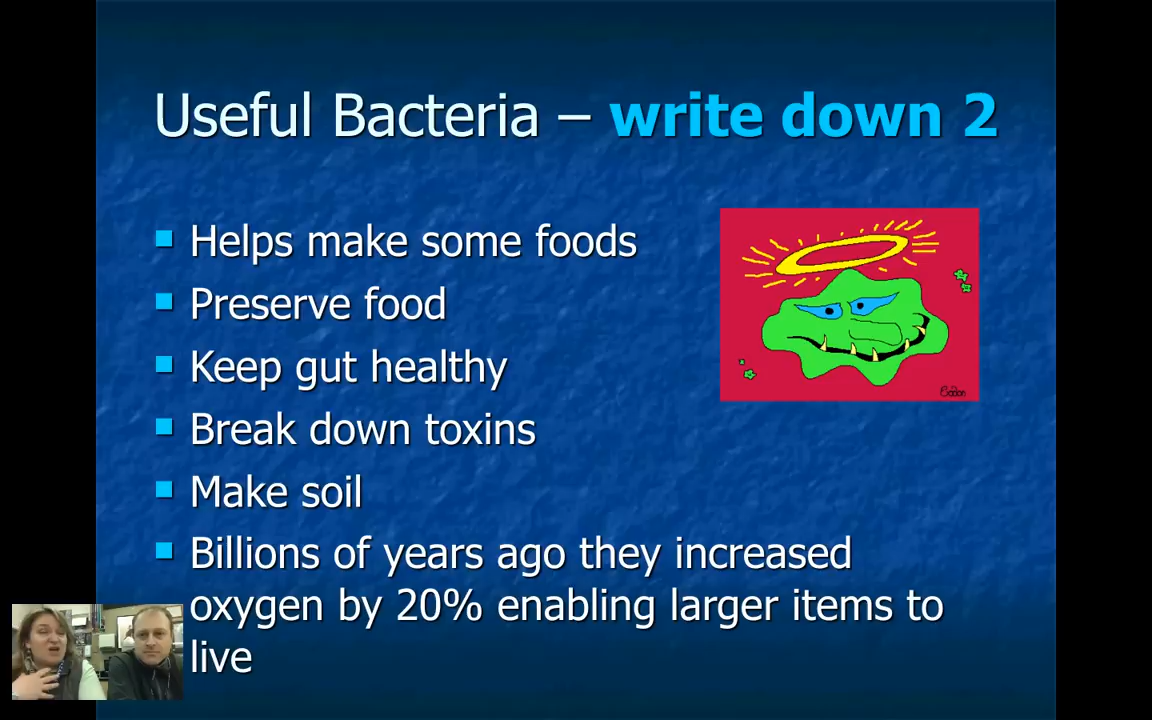 Useful Bacteria – write down 2
Helps make some foods
Preserve food
Keep gut healthy
Break down toxins
Make soil
Billions of years ago they increased
oxygen by 20% enabling larger items to
live